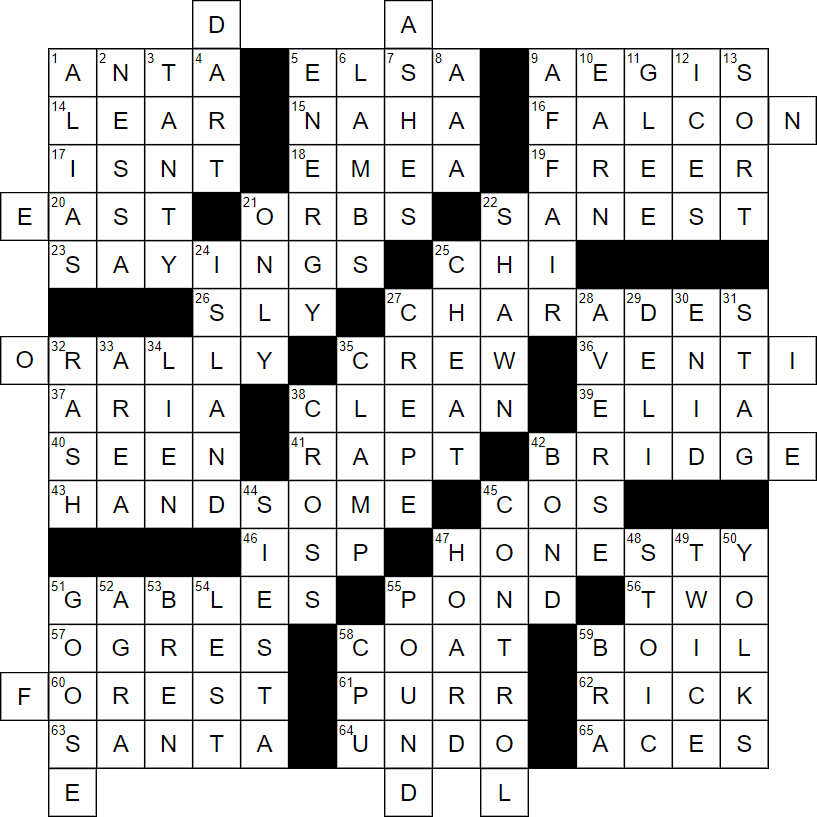 D A
1 A 2 N 3 T 4 A 5 E 6 L 7 S 8 A 9 A 10 E 11 G 12 I 13 S
14 L E A R 15 N A H A 16 F A L C O N
17 I S N T 18 E M E A 19 F R E E R
E 20 A S T 21 O R B S 22 S A N E S T
23 S A Y 24 I N G S 25 C H I
26 S L Y 27 C H A R 28 A 29 D 30 E 31 S
O 32 R 33 A 34 L L Y 35 C R E W 36 V E N T I
37 A R I A 38 C L E A N 39 E L I A
40 S E E N 41 R A P T 42 B R I D G E
43 H A N D 44 S O M E 45 C O S
46 I S P 47 H O N E 48 S 49 T 50 Y
51 G 52 A 53 B 54 L E S 55 P O N D 56 T W O
57 O G R E S 58 C O A T 59 B O I L
F 60 O R E S T 61 P U R R 62 R I C K
63 S A N T A 64 U N D O 65 A C E S
E D L